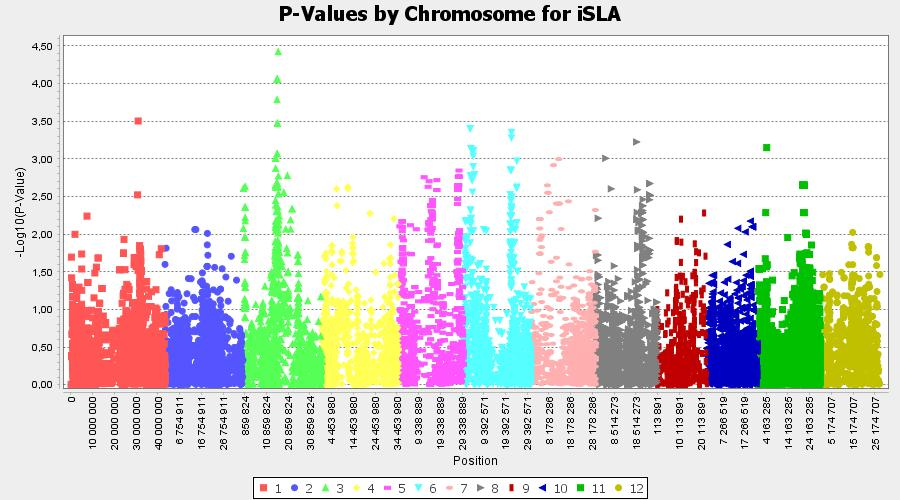 P-Values by Chromosome for iSLA
4,50
4,00
3,50
3,00
2,50
2,00
1,50
1,00
0,50
0,00
-Log10(P-Value)
0
10 000 000
20 000 000
30 000 000
40 000 000
6 754 911
16 754 911
26 754 911
859 824
10 859 824
20 859 824
30 859 824
4 453 980
14 453 980
24 453 980
34 453 980
9 338 889
19 338 889
29 338 889
9 392 571
19 392 571
29 392 571
8 178 286
18 178 286
28 178 286
8 514 273
18 514 273
113 891
10 113 891
20 113 891
7 266 519
17 266 519
4 163 285
14 163 285
24 163 285
5 174 707
15 174 707
25 174 707
Position
1 2 3 4 5 6 7 8 9 10 11 12